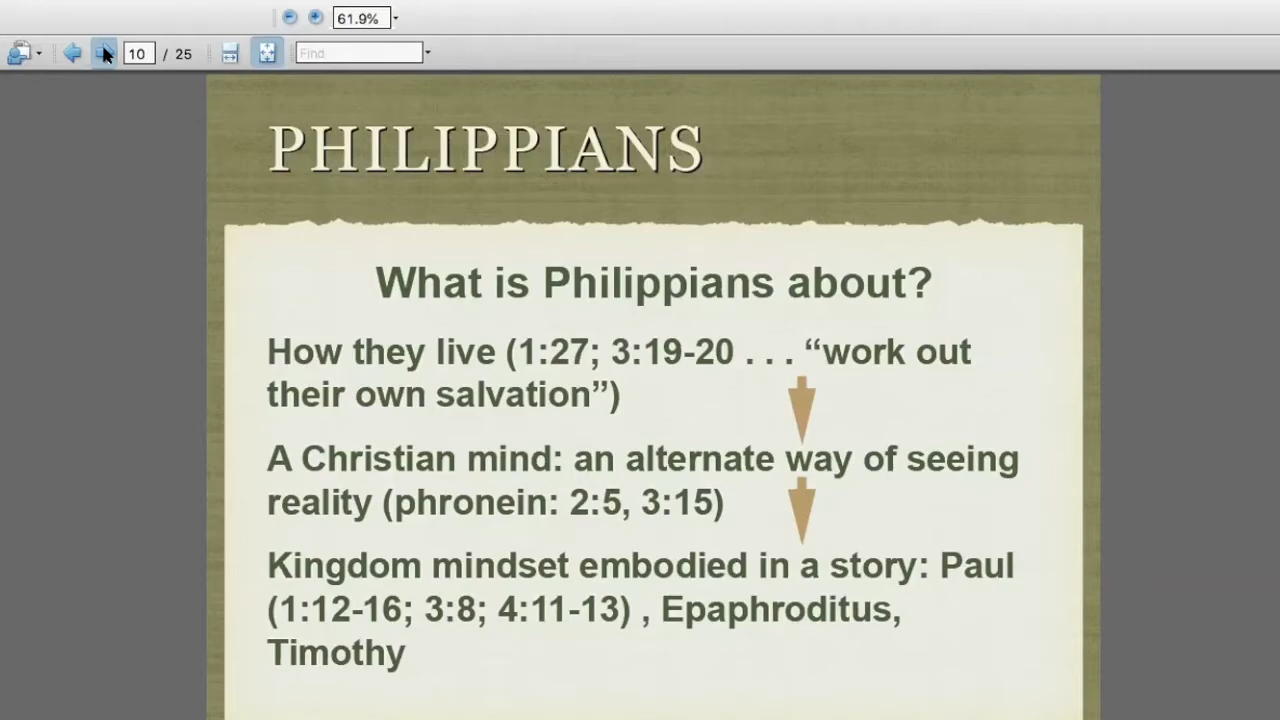 61.9%
10 / 25
Find
PHILIPPIANS
What is Philippians about?
How they live (1:27; 3:19-20 . . . “work out
their own salvation”)
A Christian mind: an alternate way of seeing
reality (phronein: 2:5, 3:15)
Kingdom mindset embodied in a story: Paul
(1:12-16; 3:8; 4:11-13) , Epaphroditus,
Timothy